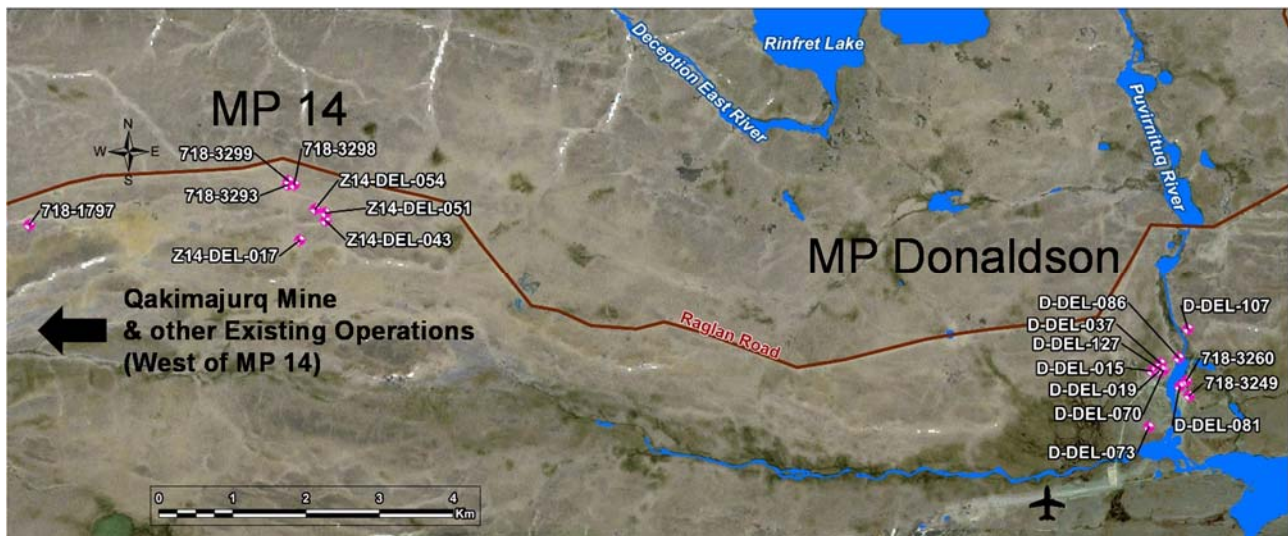 Rinfret Lake
Deception East River
Puvirnituq River
MP 14
N
W E
S
718-3299
718-3298
718-3293
Z14-DEL-054
718-1797
Z14-DEL-051
Z14-DEL-043
Z14-DEL-017
MP Donaldson
Qakimajurq Mine
& other Existing Operations
(West of MP 14)
Raglan Road
D-DEL-086
D-DEL-107
D-DEL-037
D-DEL-127
718-3260
D-DEL-015
718-3249
D-DEL-019
D-DEL-070
D-DEL-081
D-DEL-073
0 1 2 3 4
Km